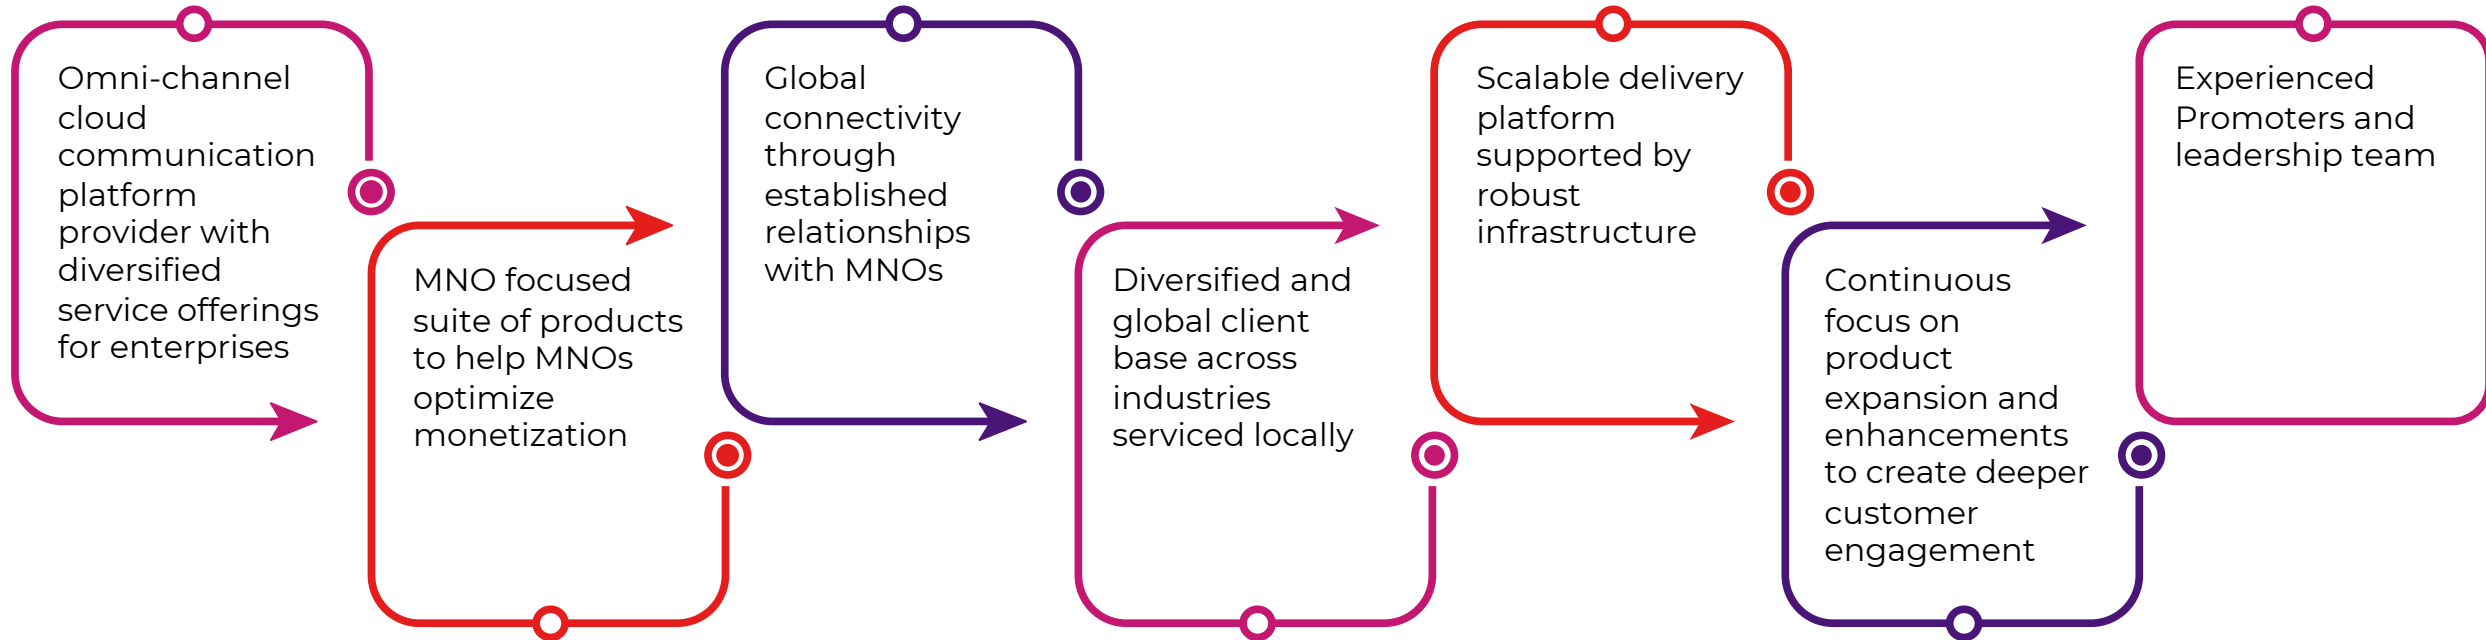 Omni-channel
cloud
communication
platform
provider with
diversified
service offerings
for enterprises
MNO focused
suite of products
to help MNOs
optimize
monetization
Global
connectivity
through
established
relationships
with MNOs
Diversified and
global client
base across
industries
serviced locally
Scalable delivery
platform
supported by
robust
infrastructure
Continuous
focus on
product
expansion and
enhancements
to create deeper
customer
engagement
Experienced
Promoters and
leadership team